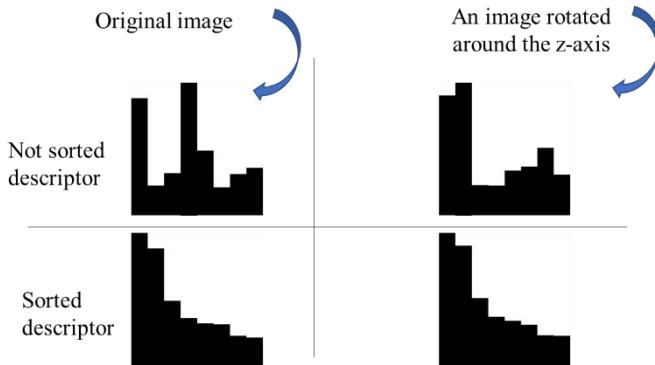 Original image
An image rotated
around the z-axis
Not sorted
descriptor
Sorted
descriptor